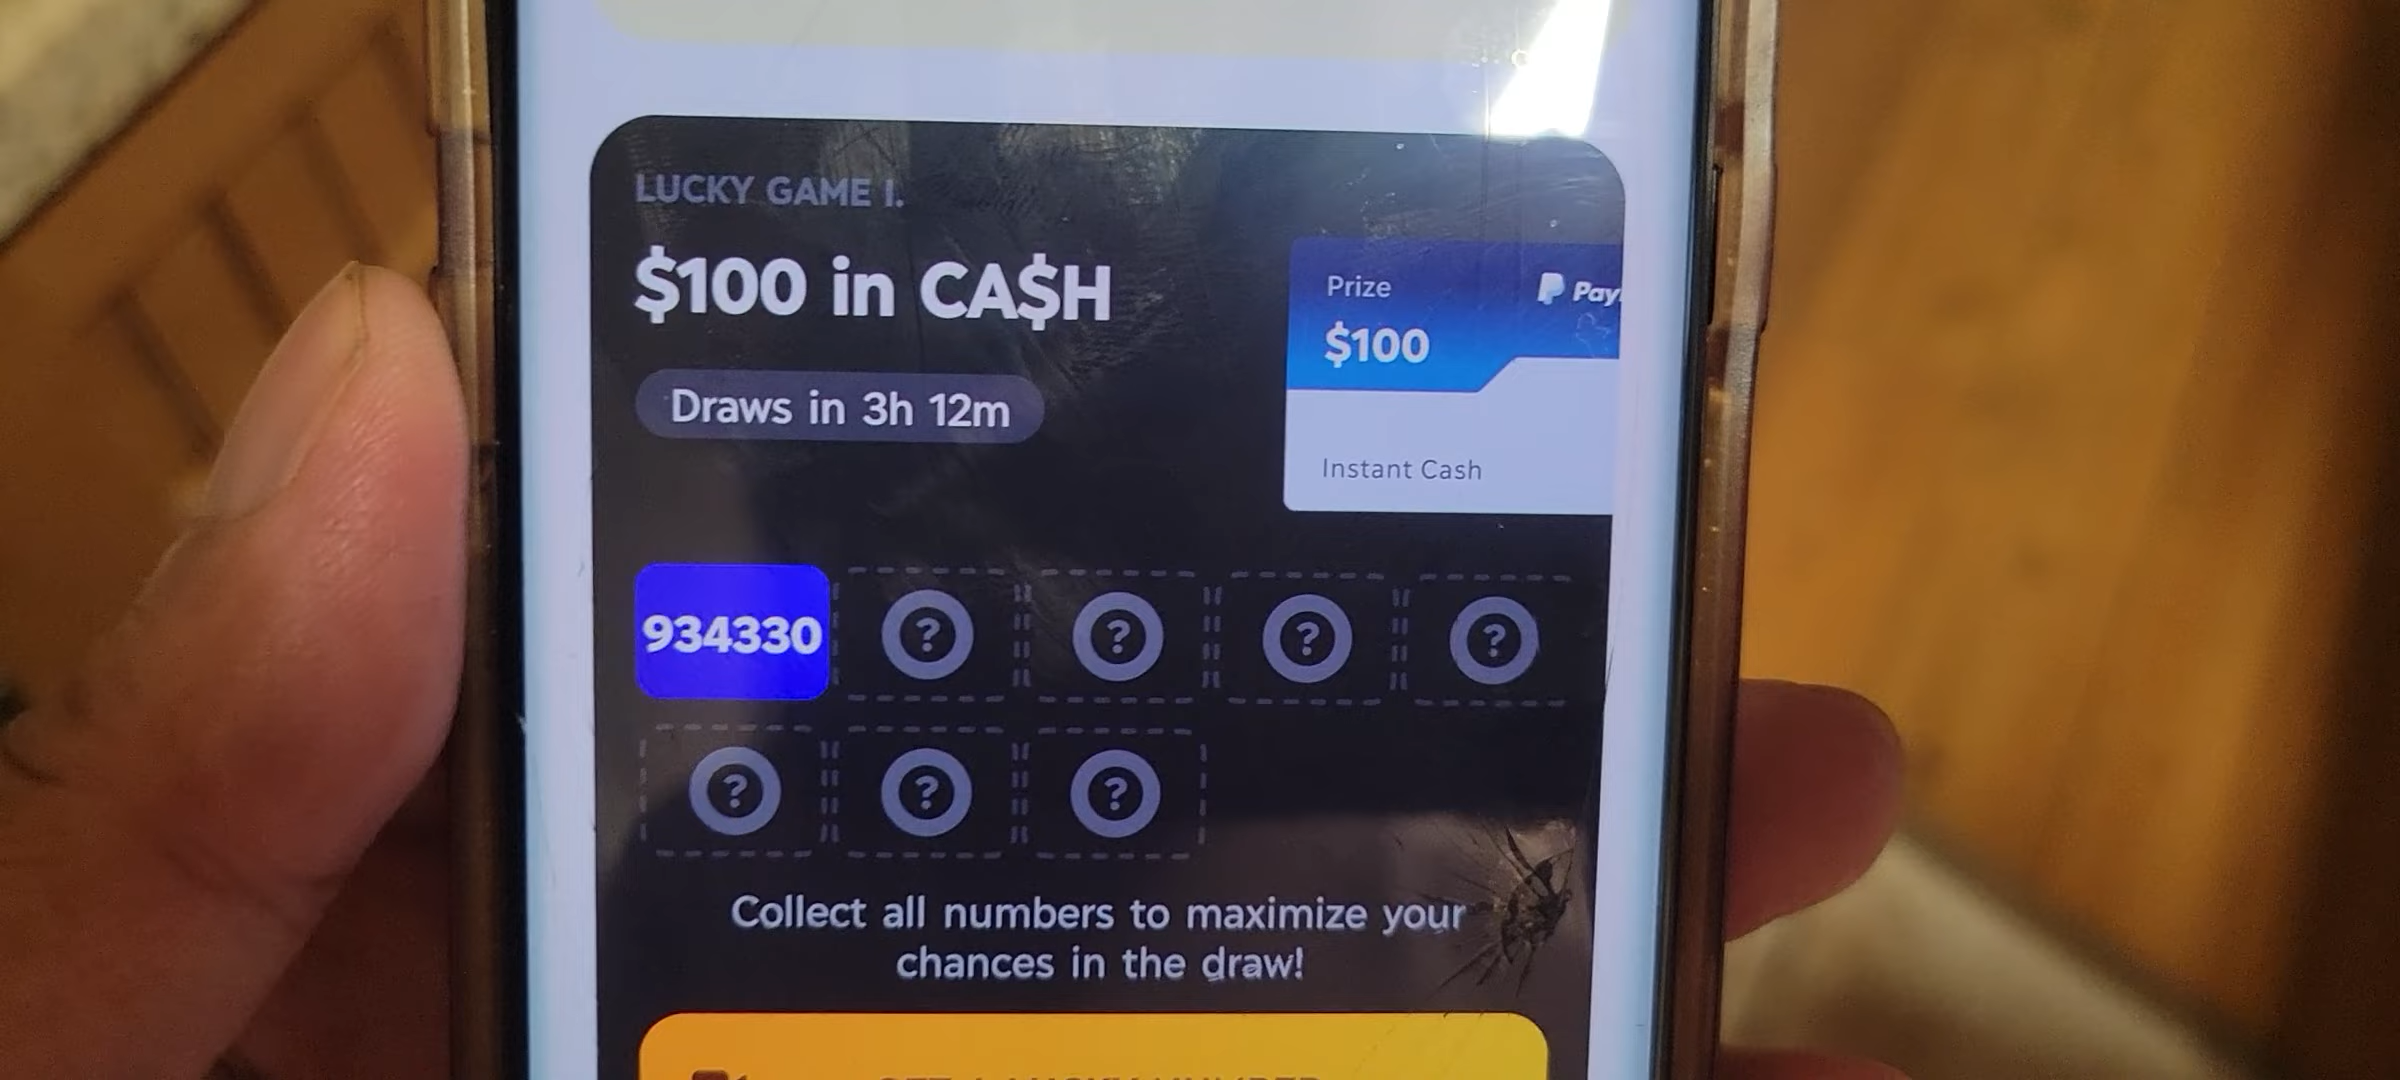 LUCKY GAME I.
$100 in CA$H
Prize
Pay
$100
Draws in 3h 12m
Instant Cash
934330
?
?
?
?
?
?
?
Collect all numbers to maximize your
chances in the draw!